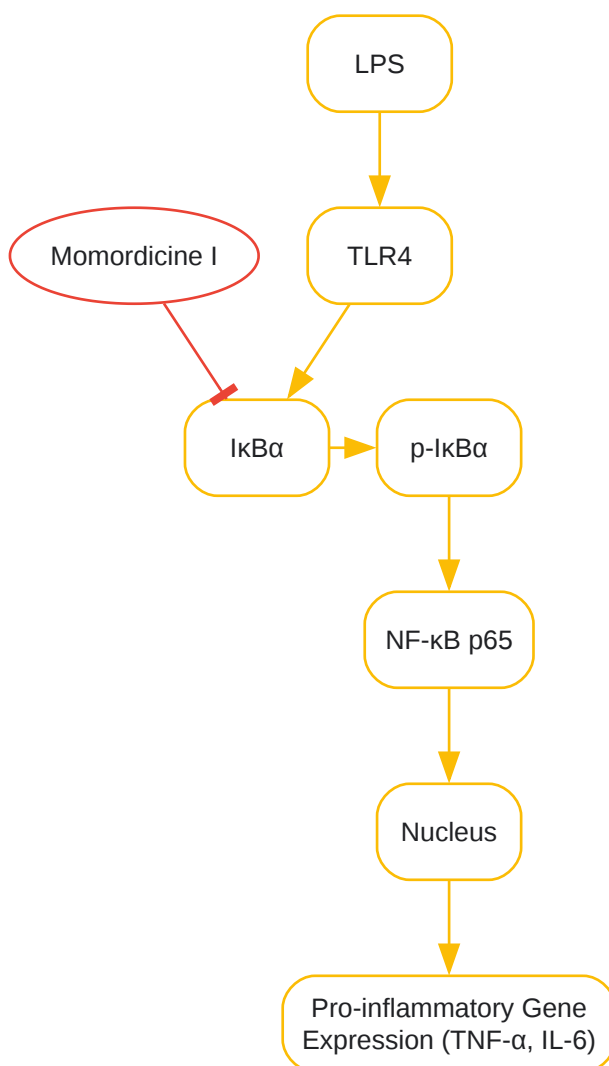 LPS
Momordicine I
TLR4
IκBα
p-IκBα
NF-κB p65
Nucleus
Pro-inflammatory Gene
Expression (TNF-α, IL-6)